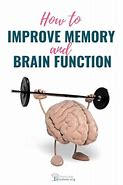 How to
IMPROVE MEMORY
and
BRAIN FUNCTION